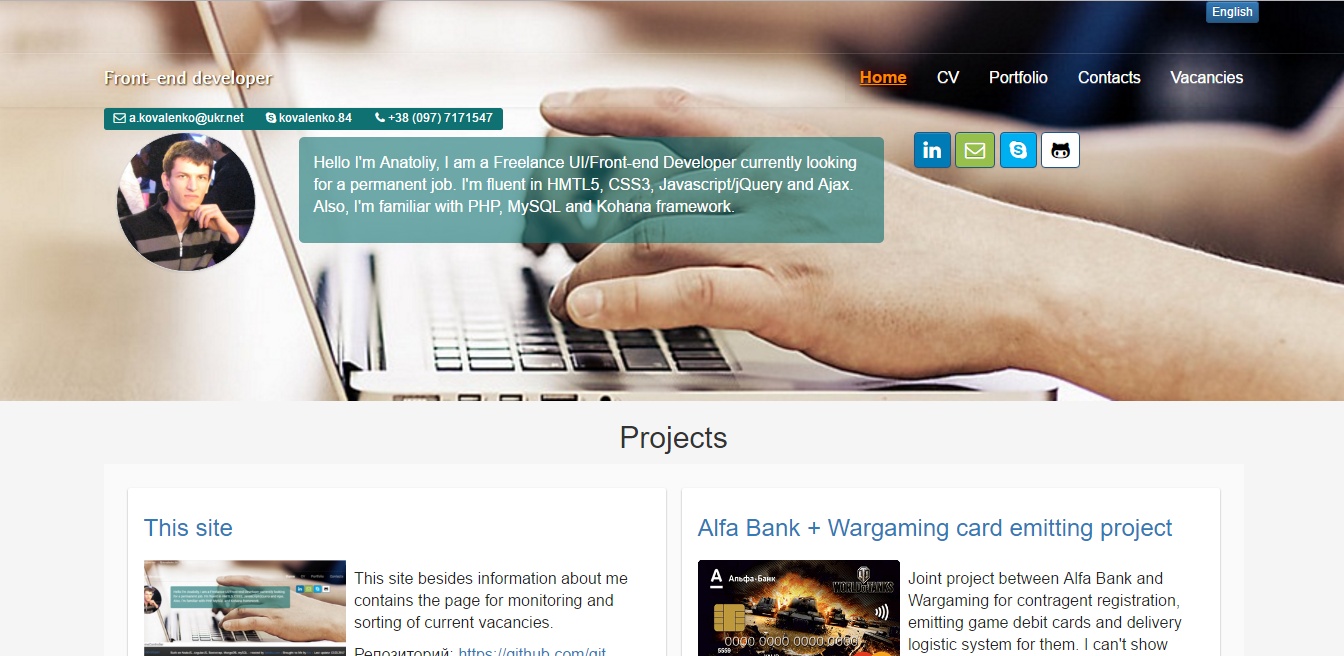 English
Front-end developer
Home CV Portfolio Contacts Vacancies
a.kovalenko@ukr.net kovalenko.84 +38 (097) 7171547
Hello I'm Anatoliy, I am a Freelance UI/Front-end Developer currently looking
for a permanent job. I'm fluent in HMTL5, CSS3, Javascript/jQuery and Ajax.
Also, I'm familiar with PHP, MySQL and Kohana framework.
in
Projects
This site
This site besides information about me
contains the page for monitoring and
sorting of current vacancies.
Репозиторий: https://github.com/git
Alfa Bank + Wargaming card emitting project
Альфа·Банк
WORLD OF TANKS
0000 0000 0000 0000
5559
Joint project between Alfa Bank and
Wargaming for contragent registration,
emitting game debit cards and delivery
logistic system for them. I can't show